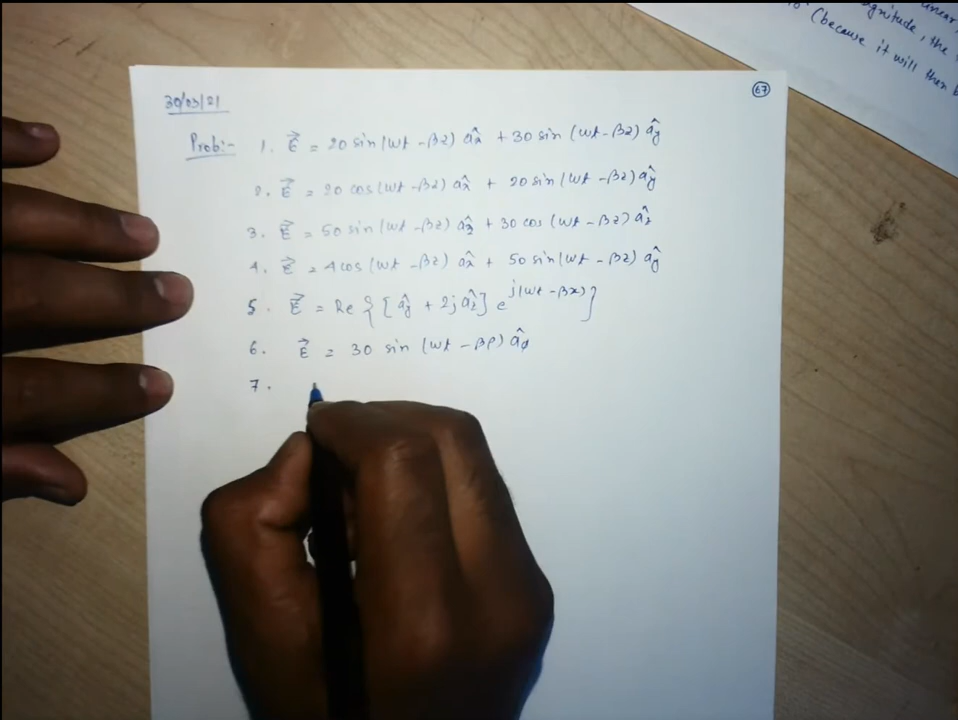 inear
agnitude, the
(because it will then b
67
30/03/21
Prob:- 1. E⃗ = 20 sin(ωt - βz) âx + 30 sin (ωt - βz) ây
2. E⃗ = 20 cos(ωt - βz) âx + 20 sin(ωt - βz) ây
3. E⃗ = 50 sin(ωt - βz) âx + 30 cos (ωt - βz) âz
4. E⃗ = 4 cos (ωt - βz) âx + 50 sin(ωt - βz) ây
5. E⃗ = Re { [ây + 2j âz] e^j(ωt - βx) }
6. E⃗ = 30 sin (ωt - βρ) âφ
7.